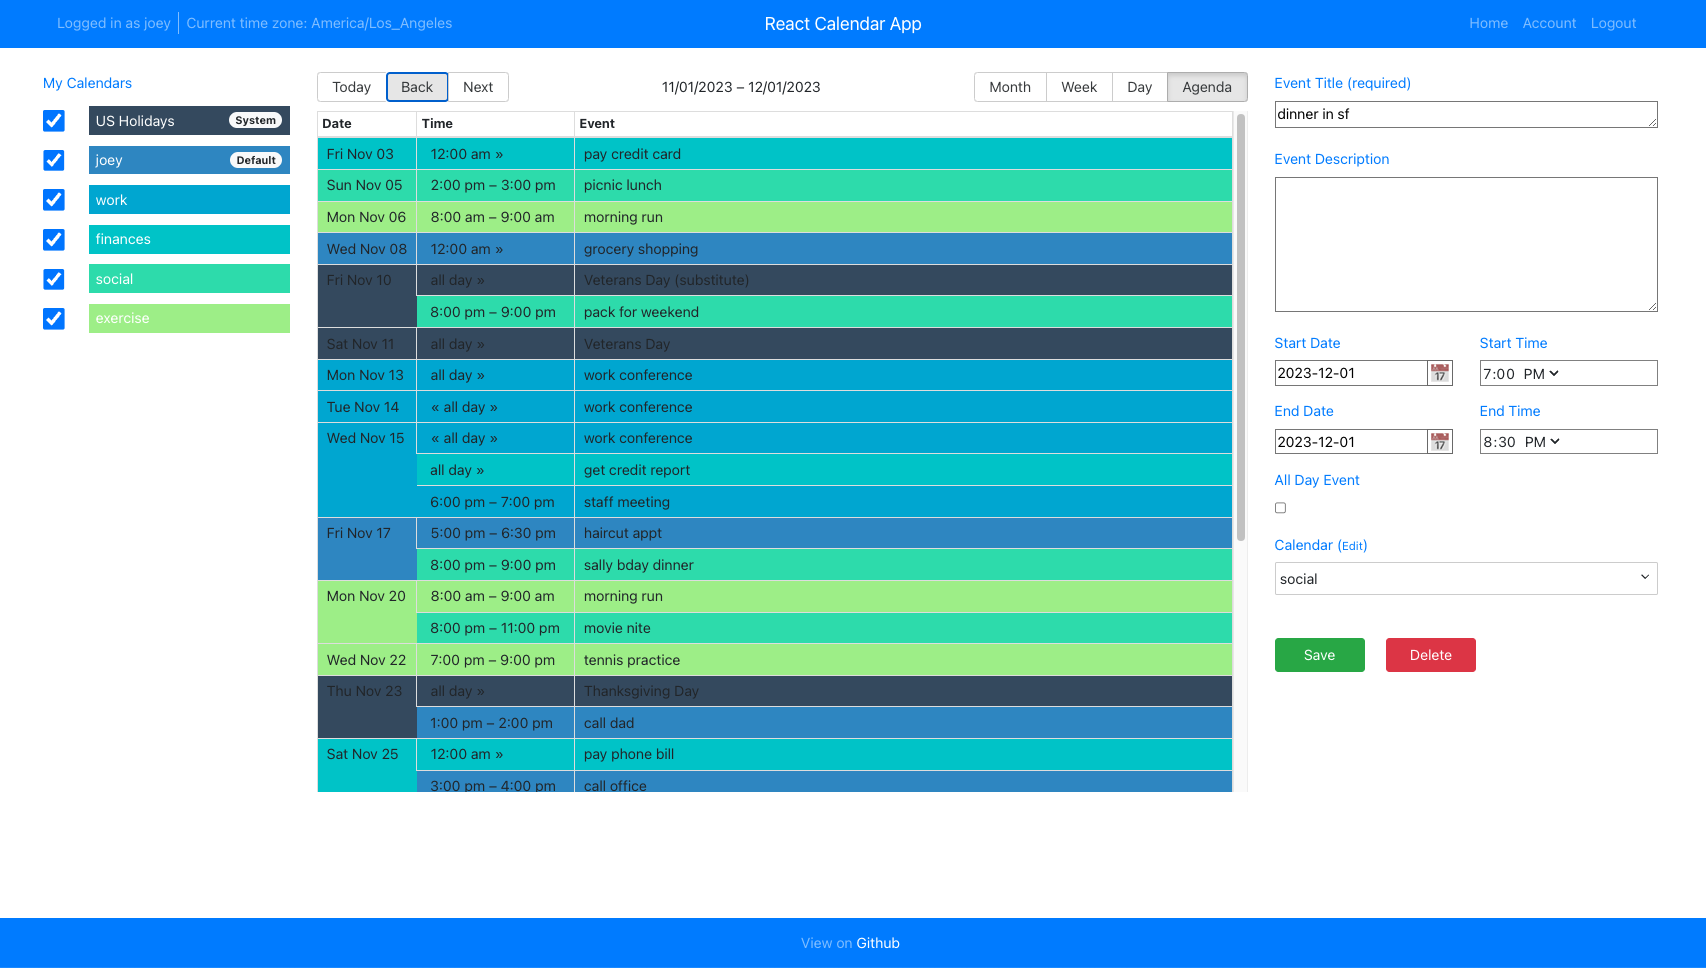 Logged in as joey Current time zone: America/Los_Angeles React Calendar App Home Account Logout
My Calendars
US Holidays System
joey Default
work
finances
social
exercise
Today Back Next 11/01/2023 – 12/01/2023 Month Week Day Agenda
Date Time Event
Fri Nov 03 12:00 am » pay credit card
Sun Nov 05 2:00 pm – 3:00 pm picnic lunch
Mon Nov 06 8:00 am – 9:00 am morning run
Wed Nov 08 12:00 am » grocery shopping
Fri Nov 10 all day » Veterans Day (substitute)
8:00 pm – 9:00 pm pack for weekend
Sat Nov 11 all day » Veterans Day
Mon Nov 13 all day » work conference
Tue Nov 14 « all day » work conference
Wed Nov 15 « all day » work conference
all day » get credit report
6:00 pm – 7:00 pm staff meeting
Fri Nov 17 5:00 pm – 6:30 pm haircut appt
8:00 pm – 9:00 pm sally bday dinner
Mon Nov 20 8:00 am – 9:00 am morning run
8:00 pm – 11:00 pm movie nite
Wed Nov 22 7:00 pm – 9:00 pm tennis practice
Thu Nov 23 all day » Thanksgiving Day
1:00 pm – 2:00 pm call dad
Sat Nov 25 12:00 am » pay phone bill
3:00 pm – 4:00 pm call office
Event Title (required)
dinner in sf
Event Description
Start Date Start Time
2023-12-01 17 7:00 PM
End Date End Time
2023-12-01 17 8:30 PM
All Day Event
Calendar (Edit)
social
Save Delete
View on Github